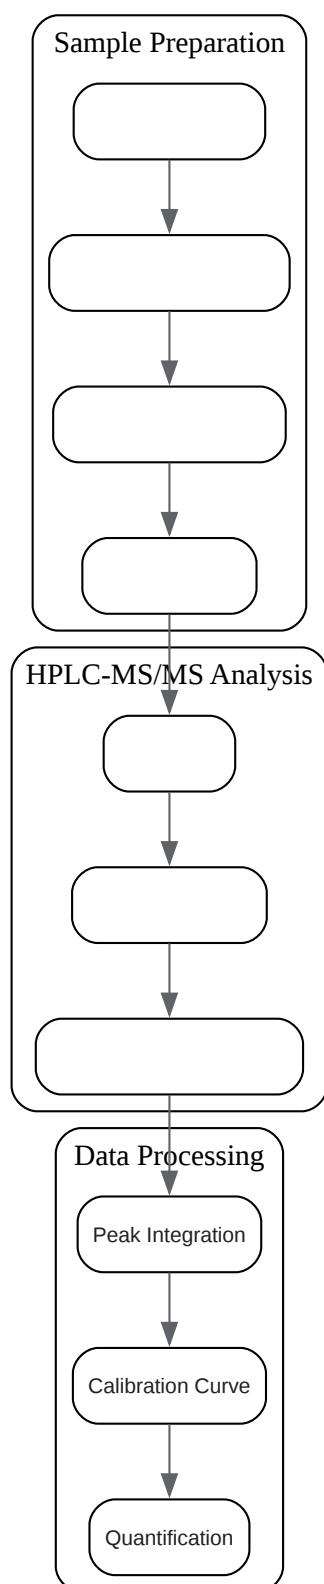 Sample Preparation
HPLC-MS/MS Analysis
Data Processing
Peak Integration
Calibration Curve
Quantification